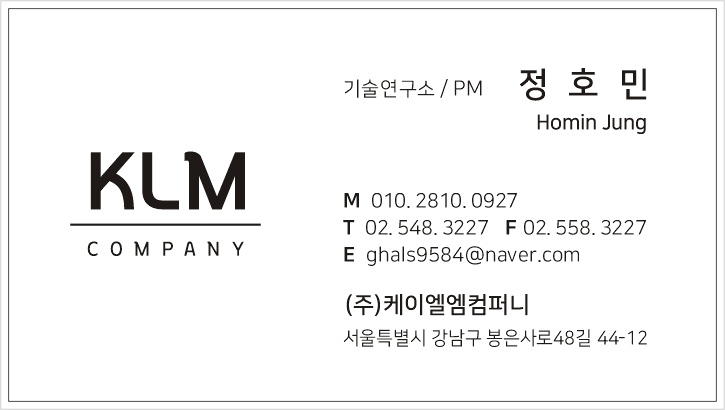 KLM
COMPANY
기술연구소 / PM 정 호 민
Homin Jung
M 010. 2810. 0927
T 02. 548. 3227 F 02. 558. 3227
E ghals9584@naver.com
(주)케이엘엠컴퍼니
서울특별시 강남구 봉은사로48길 44-12